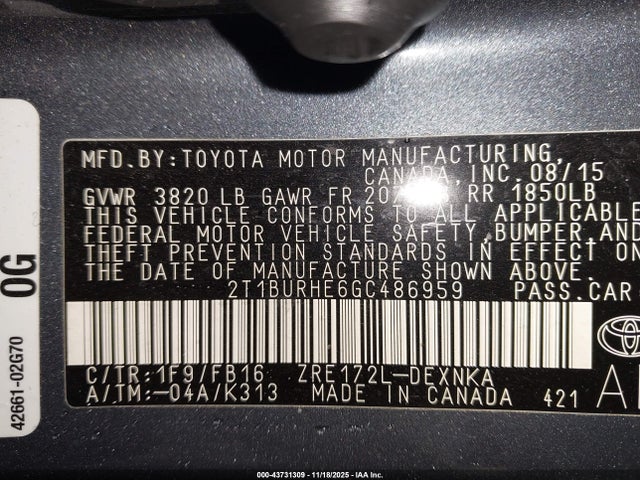 MFD.BY:TOYOTA MOTOR MANUFACTURING,
CANADA, INC.08/15
GVWR 3820 LB GAWR FR RR 1850LB
THIS VEHICLE CONFORMS TO ALL APPLICABLE
FEDERAL MOTOR VEHICLE SAFETY,BUMPER,AND
THEFT PREVENTION STANDARDS IN EFFECT ON
THE DATE OF MANUFACTURE SHOWN ABOVE.
2T1BURHE6GC486959 PASS.CAR
C/TR:1F9/FB16 ZRE172L-DEXNKA
A/TM:-04A/K313 MADE IN CANADA 421
0G
42661-02G70
000-43731309 - 11/18/2025 - IAA Inc.